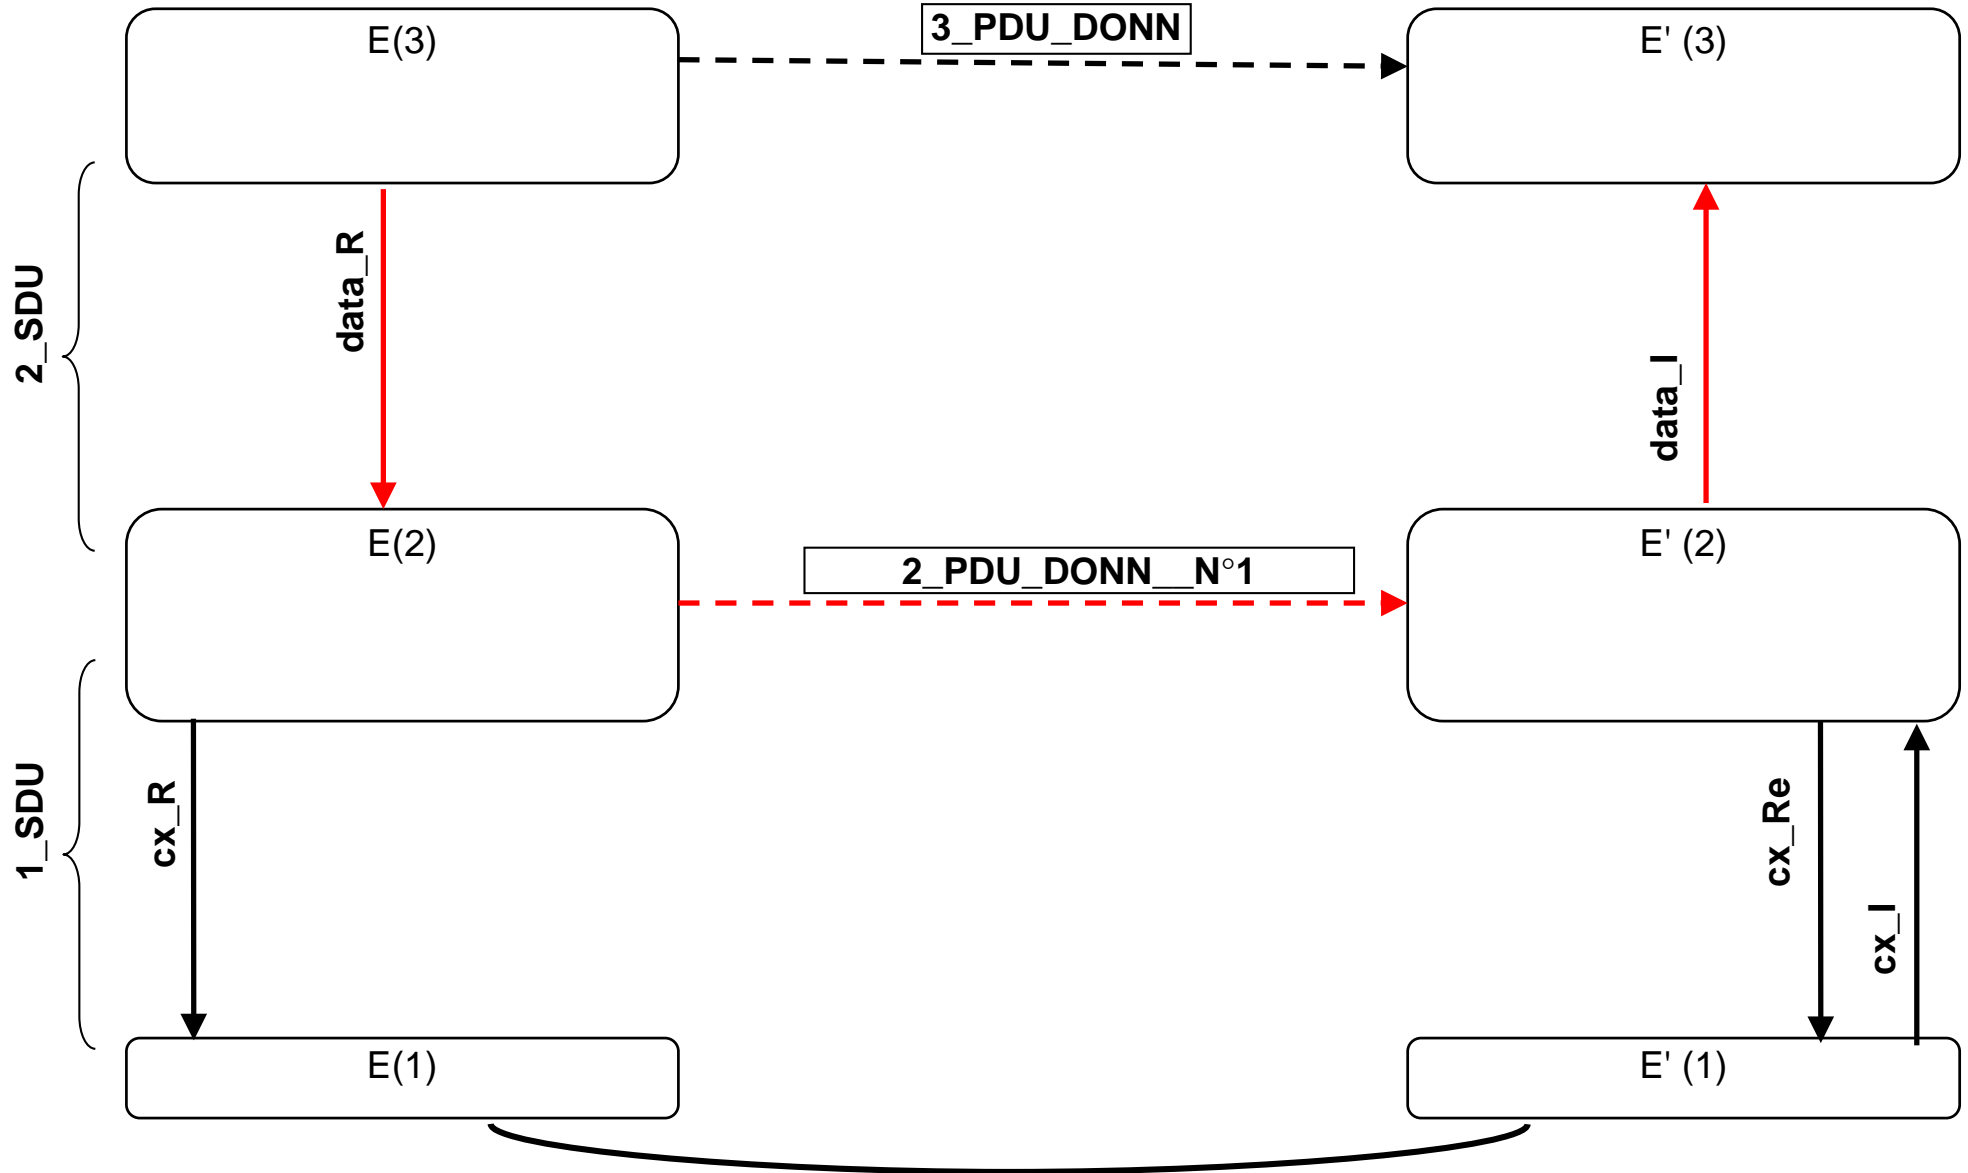 E(3)
3_PDU_DONN
E' (3)
2_SDU
data_R
data_I
E(2)
2_PDU_DONN__N°1
E' (2)
1_SDU
cx_R
cx_Re
cx_I
E(1)
E' (1)